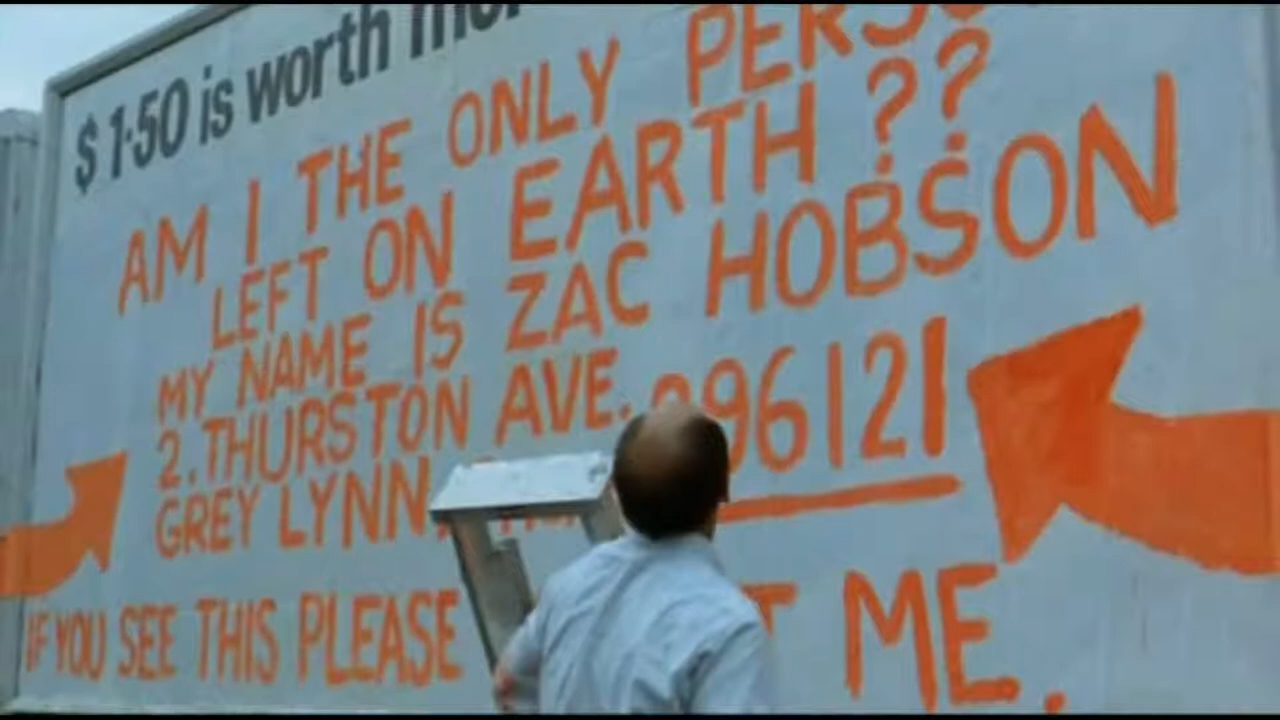 $1.50 is worth
AM I THE ONLY
LEFT ON EARTH ??
MY NAME IS ZAC HOBSON
2. THURSTON AVE. 96121
GREY LYNN,
IF YOU SEE THIS PLEASE ME.